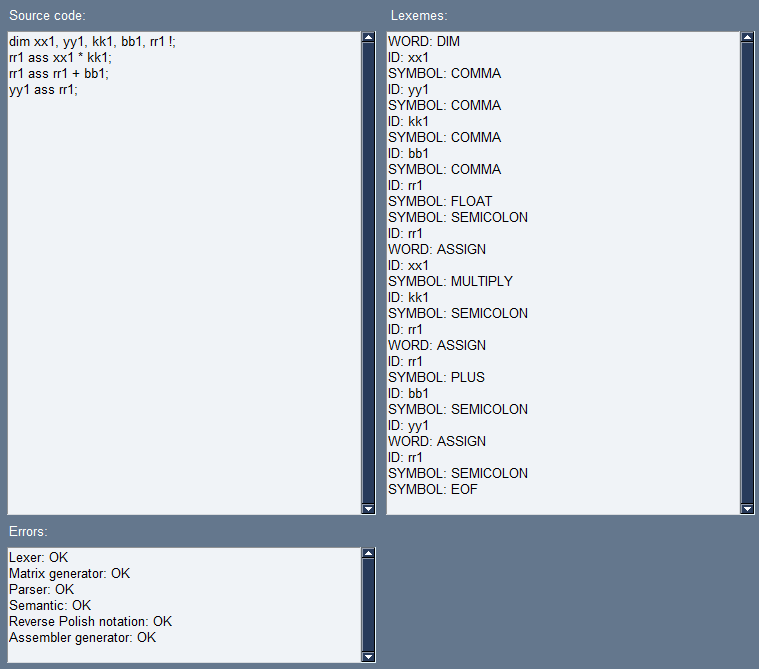 Source code:
dim xx1, yy1, kk1, bb1, rr1 !;
rr1 ass xx1 * kk1;
rr1 ass rr1 + bb1;
yy1 ass rr1;
Lexemes:
WORD: DIM
ID: xx1
SYMBOL: COMMA
ID: yy1
SYMBOL: COMMA
ID: kk1
SYMBOL: COMMA
ID: bb1
SYMBOL: COMMA
ID: rr1
SYMBOL: FLOAT
SYMBOL: SEMICOLON
ID: rr1
WORD: ASSIGN
ID: xx1
SYMBOL: MULTIPLY
ID: kk1
SYMBOL: SEMICOLON
ID: rr1
WORD: ASSIGN
ID: rr1
SYMBOL: PLUS
ID: bb1
SYMBOL: SEMICOLON
ID: yy1
WORD: ASSIGN
ID: rr1
SYMBOL: SEMICOLON
SYMBOL: EOF
Errors:
Lexer: OK
Matrix generator: OK
Parser: OK
Semantic: OK
Reverse Polish notation: OK
Assembler generator: OK